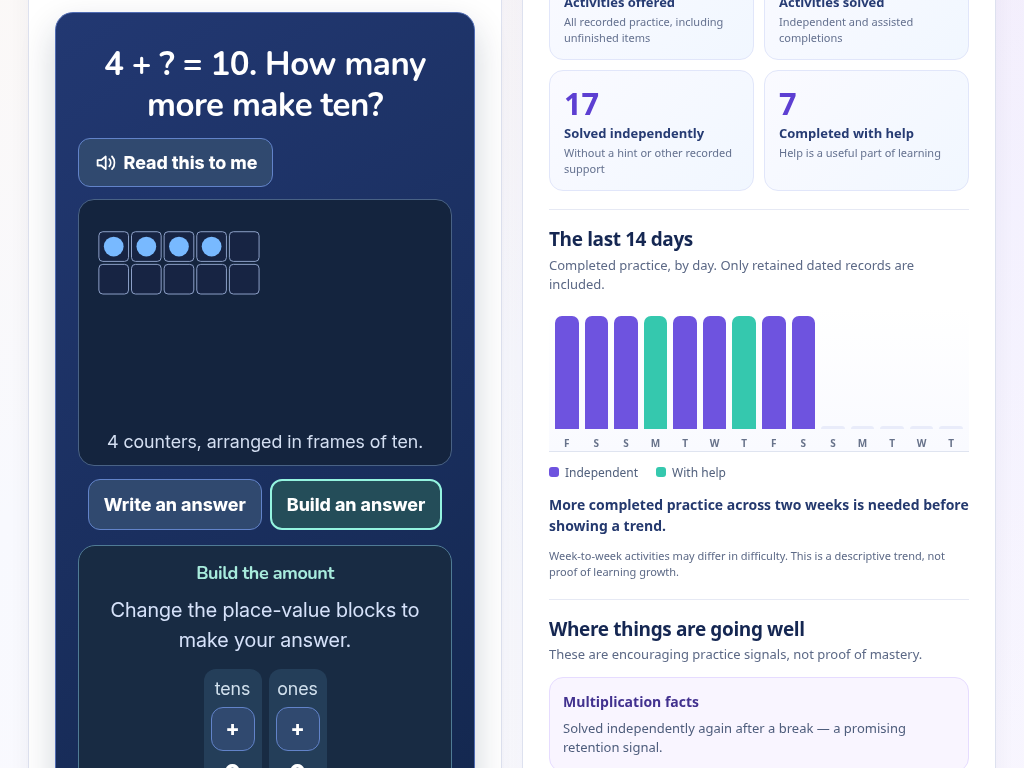 4 + ? = 10. How many
more make ten?
Read this to me
4 counters, arranged in frames of ten.
Write an answer
Build an answer
Build the amount
Change the place-value blocks to
make your answer.
tens
ones
+
+
Activities offered
All recorded practice, including
unfinished items
Activities solved
Independent and assisted
completions
17
Solved independently
Without a hint or other recorded
support
7
Completed with help
Help is a useful part of learning
The last 14 days
Completed practice, by day. Only retained dated records are
included.
F S S M T W T F S S M T W T
Independent
With help
More completed practice across two weeks is needed before
showing a trend.
Week-to-week activities may differ in difficulty. This is a descriptive trend, not
proof of learning growth.
Where things are going well
These are encouraging practice signals, not proof of mastery.
Multiplication facts
Solved independently again after a break — a promising
retention signal.